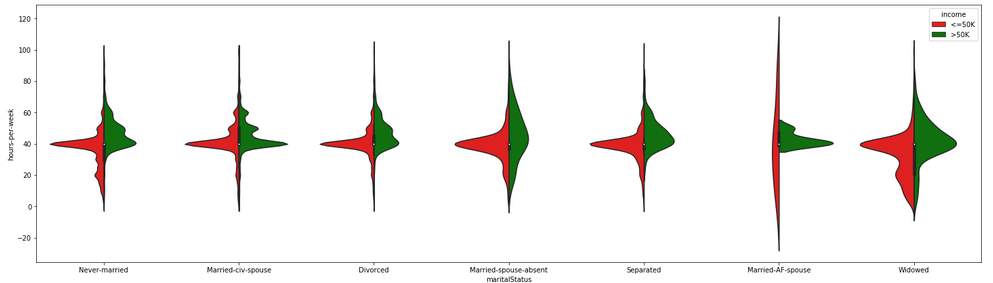 income
<=50K
>50K
120
100
80
60
40
20
0
−20
hours-per-week
Never-married
Married-civ-spouse
Divorced
Married-spouse-absent
Separated
Married-AF-spouse
Widowed
maritalStatus